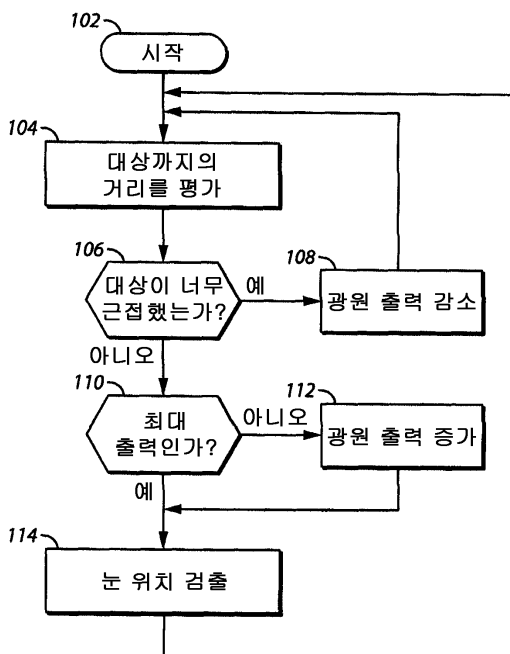 102
시작
104
대상까지의
거리를 평가
106
대상이 너무
근접했는가?
예
108
광원 출력 감소
아니오
110
최대
출력인가?
아니오
112
광원 출력 증가
예
114
눈 위치 검출